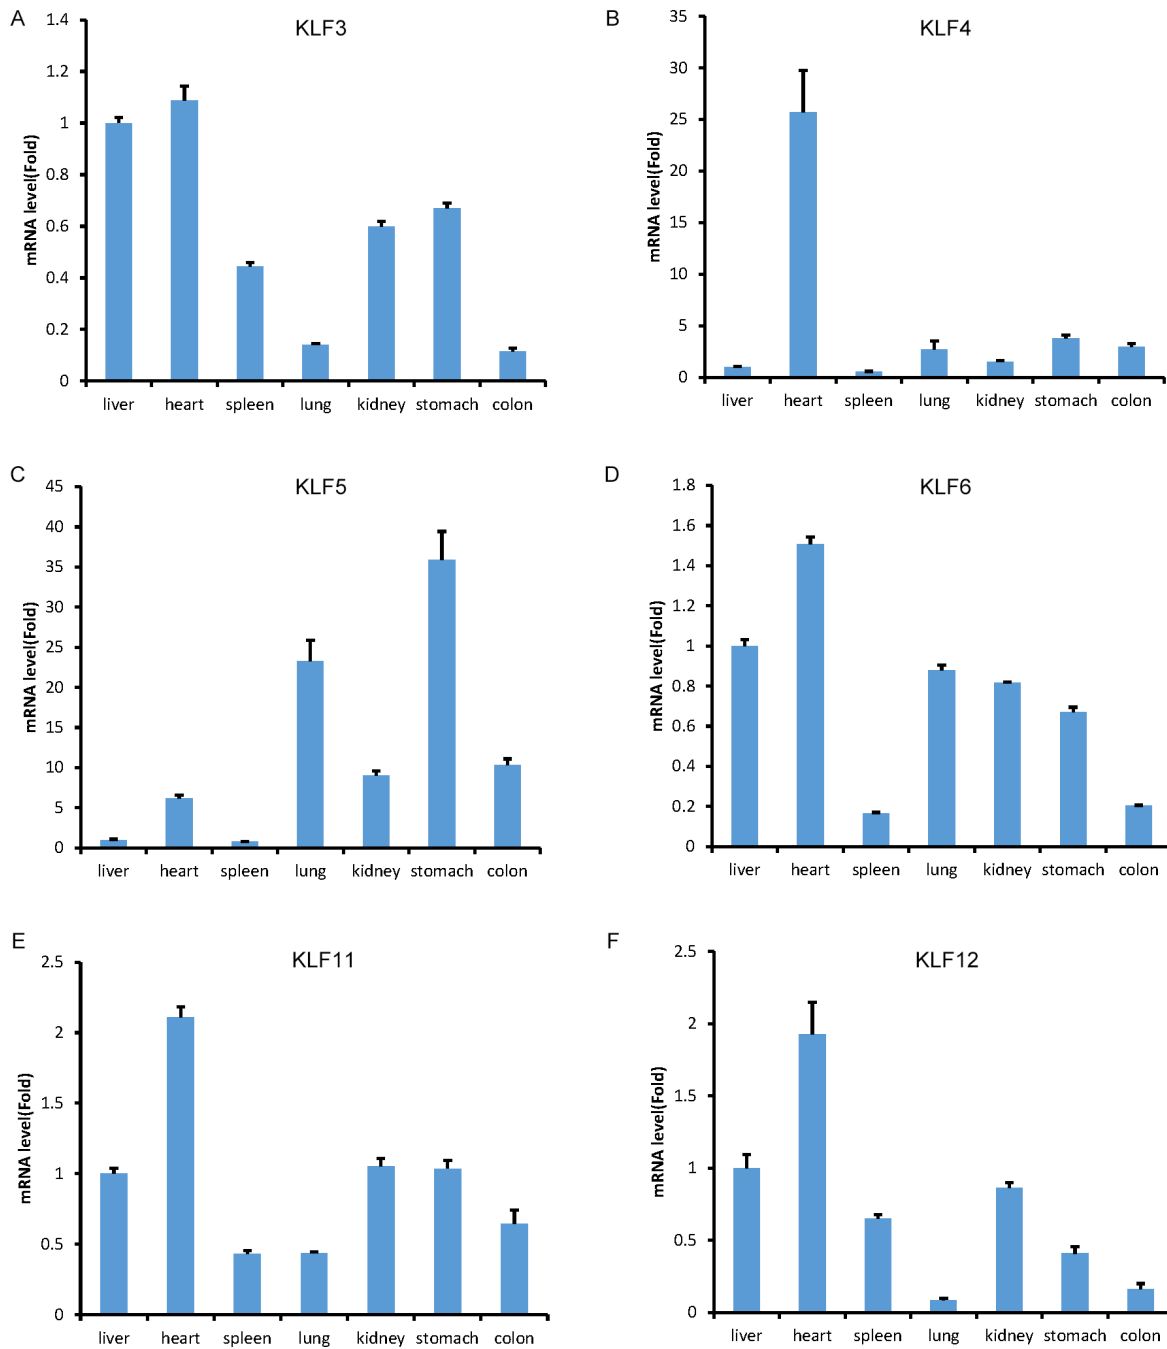 A
KLF3
mRNA level(Fold)
1.4
1.2
1
0.8
0.6
0.4
0.2
0
liver heart spleen lung kidney stomach colon
B
KLF4
mRNA level(Fold)
35
30
25
20
15
10
5
0
liver heart spleen lung kidney stomach colon
C
KLF5
mRNA level(Fold)
45
40
35
30
25
20
15
10
5
0
liver heart spleen lung kidney stomach colon
D
KLF6
mRNA level(Fold)
1.8
1.6
1.4
1.2
1
0.8
0.6
0.4
0.2
0
liver heart spleen lung kidney stomach colon
E
KLF11
mRNA level(Fold)
2.5
2
1.5
1
0.5
0
liver heart spleen lung kidney stomach colon
F
KLF12
mRNA level(Fold)
2.5
2
1.5
1
0.5
0
liver heart spleen lung kidney stomach colon